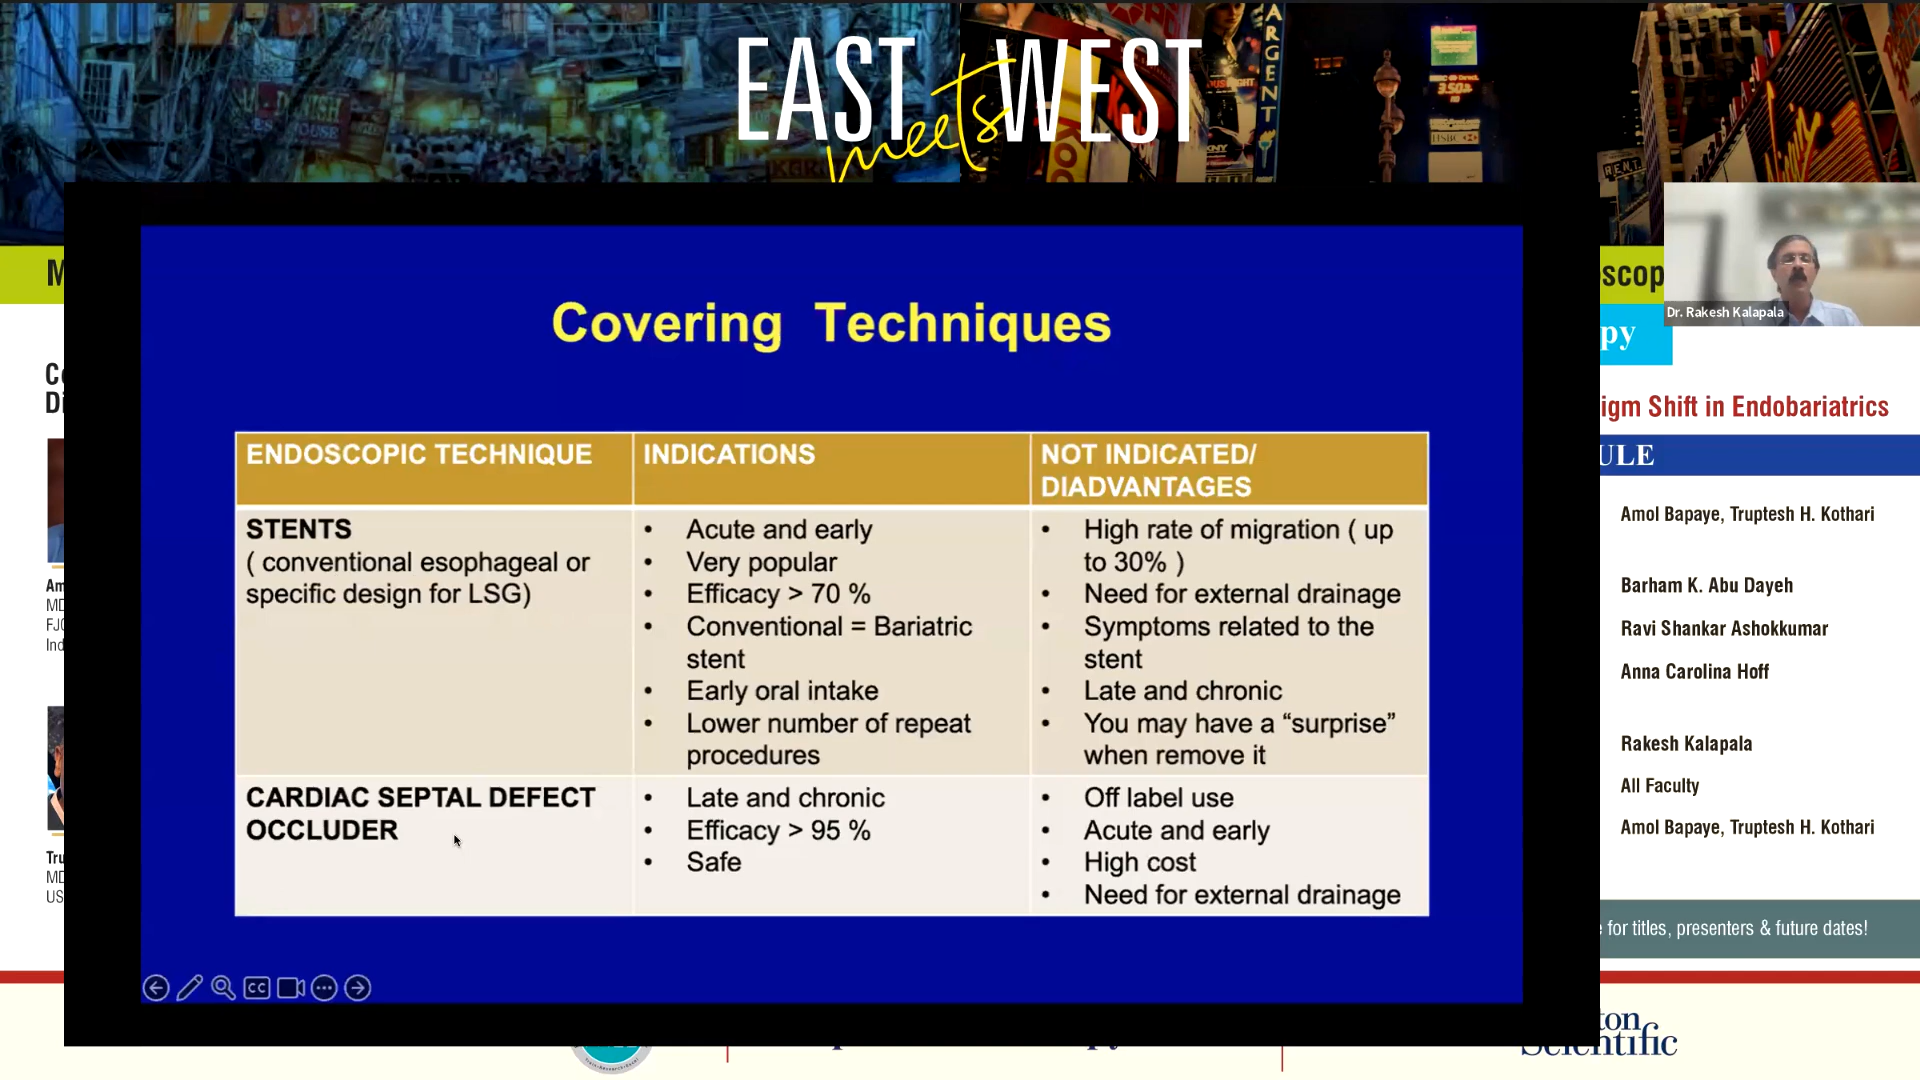 EAST meets WEST
Dr. Rakesh Kalapala
Covering Techniques
ENDOSCOPIC TECHNIQUE
INDICATIONS
NOT INDICATED/
DIADVANTAGES
STENTS
( conventional esophageal or
specific design for LSG)
• Acute and early
• Very popular
• Efficacy > 70 %
• Conventional = Bariatric
stent
• Early oral intake
• Lower number of repeat
procedures
• High rate of migration ( up
to 30% )
• Need for external drainage
• Symptoms related to the
stent
• Late and chronic
• You may have a “surprise”
when remove it
CARDIAC SEPTAL DEFECT
OCCLUDER
• Late and chronic
• Efficacy > 95 %
• Safe
• Off label use
• Acute and early
• High cost
• Need for external drainage
CC
Shift in Endobariatrics
Amol Bapaye, Truptesh H. Kothari
Barham K. Abu Dayeh
Ravi Shankar Ashokkumar
Anna Carolina Hoff
Rakesh Kalapala
All Faculty
Amol Bapaye, Truptesh H. Kothari
for titles, presenters & future dates!
Scientific